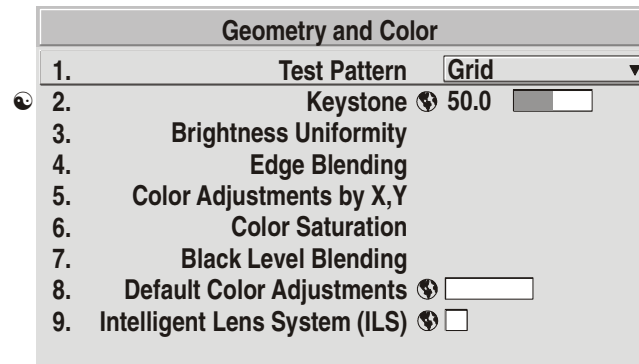 Geometry and Color
1. Test Pattern Grid
2. Keystone 50.0
3. Brightness Uniformity
4. Edge Blending
5. Color Adjustments by X,Y
6. Color Saturation
7. Black Level Blending
8. Default Color Adjustments
9. Intelligent Lens System (ILS)